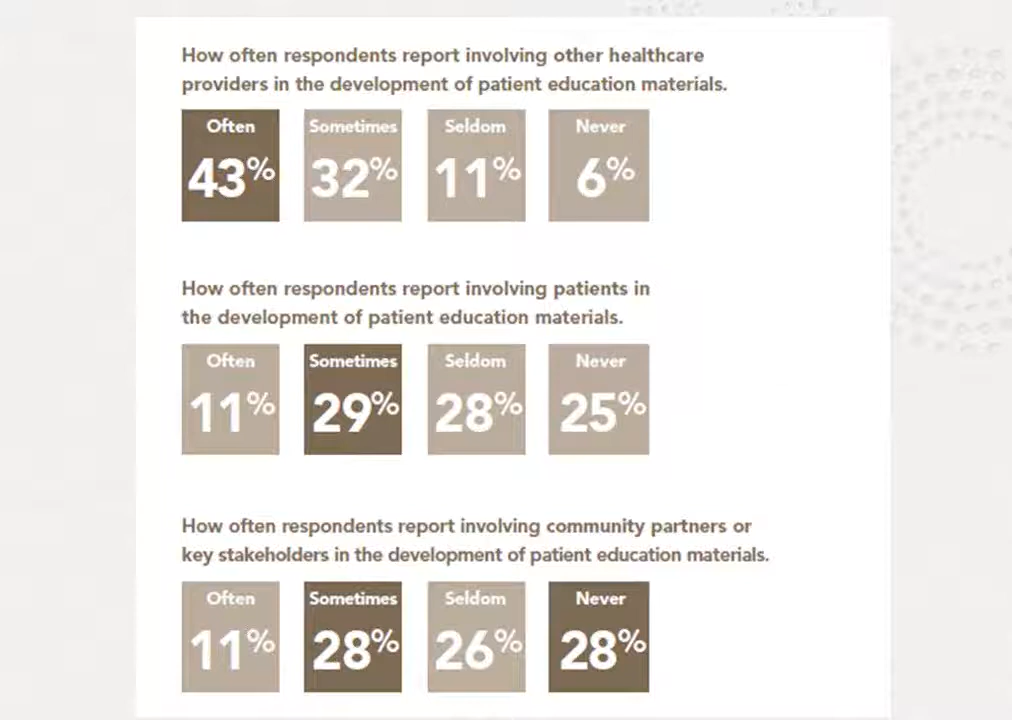 How often respondents report involving other healthcare
providers in the development of patient education materials.
Often Sometimes Seldom Never
43% 32% 11% 6%
How often respondents report involving patients in
the development of patient education materials.
Often Sometimes Seldom Never
11% 29% 28% 25%
How often respondents report involving community partners or
key stakeholders in the development of patient education materials.
Often Sometimes Seldom Never
11% 28% 26% 28%